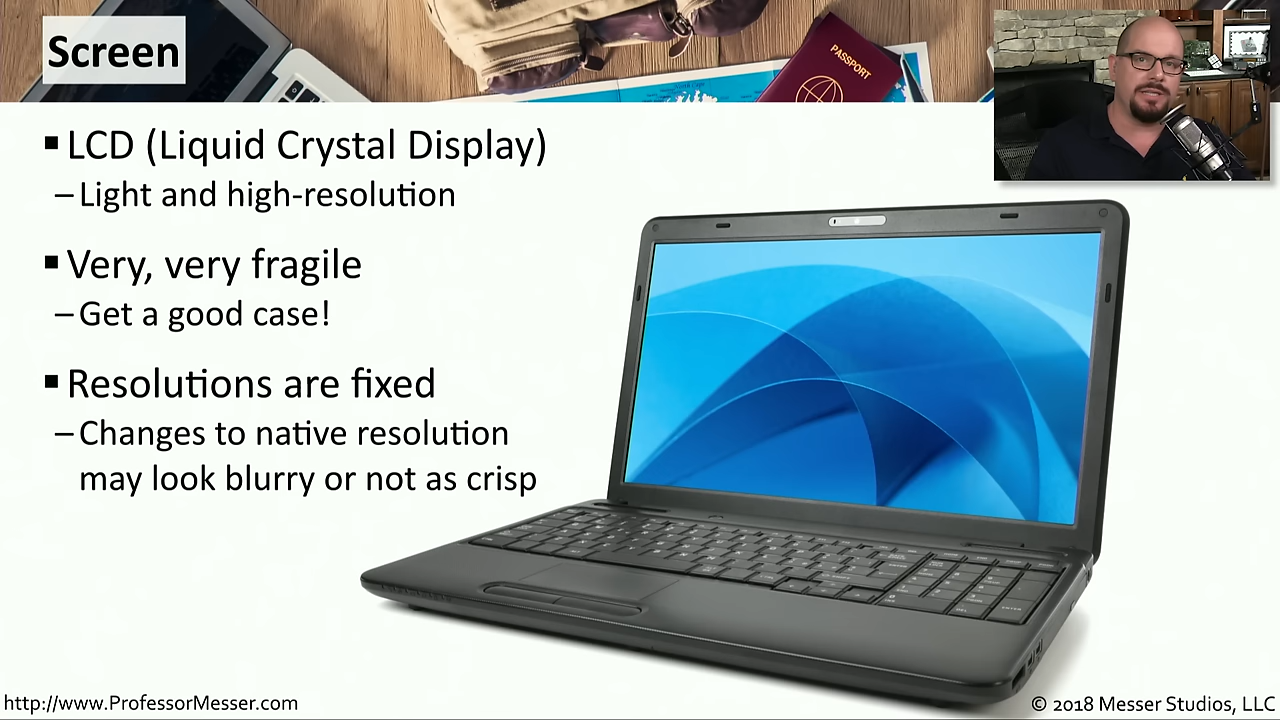 Screen
PASSPORT
▪ LCD (Liquid Crystal Display)
– Light and high-resolution
▪ Very, very fragile
– Get a good case!
▪ Resolutions are fixed
– Changes to native resolution
may look blurry or not as crisp
http://www.ProfessorMesser.com
© 2018 Messer Studios, LLC